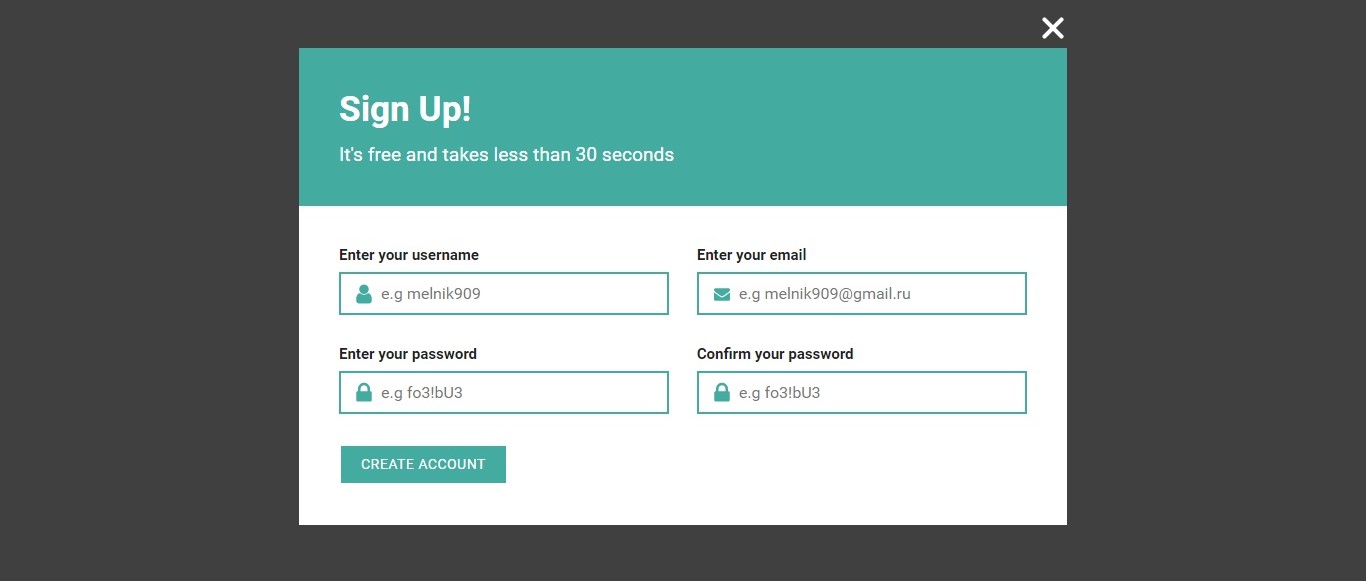 Sign Up!
It's free and takes less than 30 seconds
Enter your username
Enter your email
e.g melnik909
e.g melnik909@gmail.ru
Enter your password
Confirm your password
e.g fo3!bU3
e.g fo3!bU3
CREATE ACCOUNT